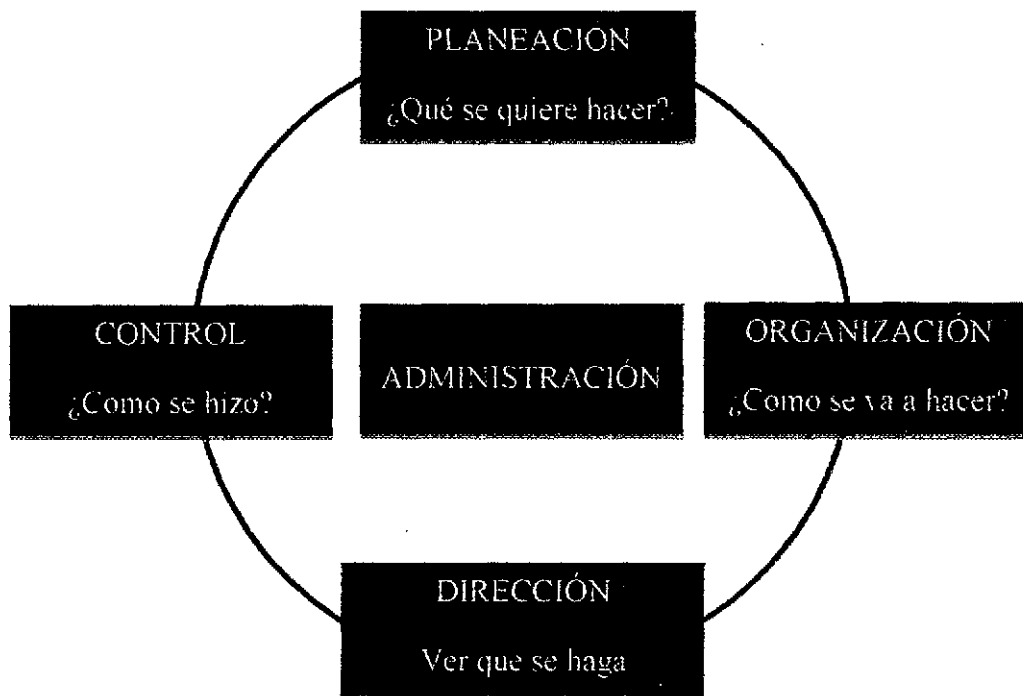 PLANEACIÓN
¿Qué se quiere hacer?
CONTROL
¿Como se hizo?
ADMINISTRACIÓN
ORGANIZACIÓN
¿Como se va a hacer?
DIRECCIÓN
Ver que se haga